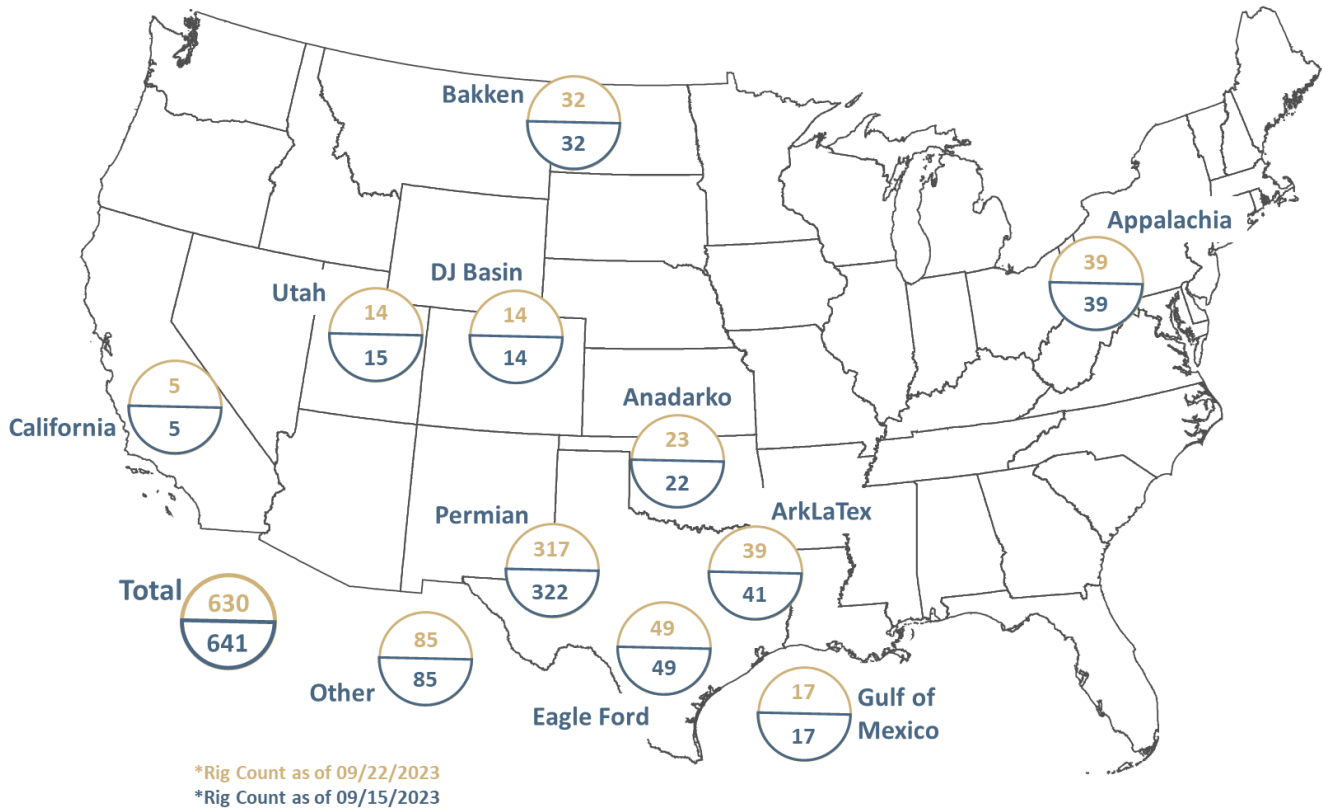 Bakken
32
32
Appalachia
39
39
DJ Basin
14
14
Utah
14
15
California
5
5
Anadarko
23
22
ArkLaTex
39
41
Permian
317
322
Total
630
641
Other
85
85
Eagle Ford
49
49
Gulf of
Mexico
17
17
*Rig Count as of 09/22/2023
*Rig Count as of 09/15/2023